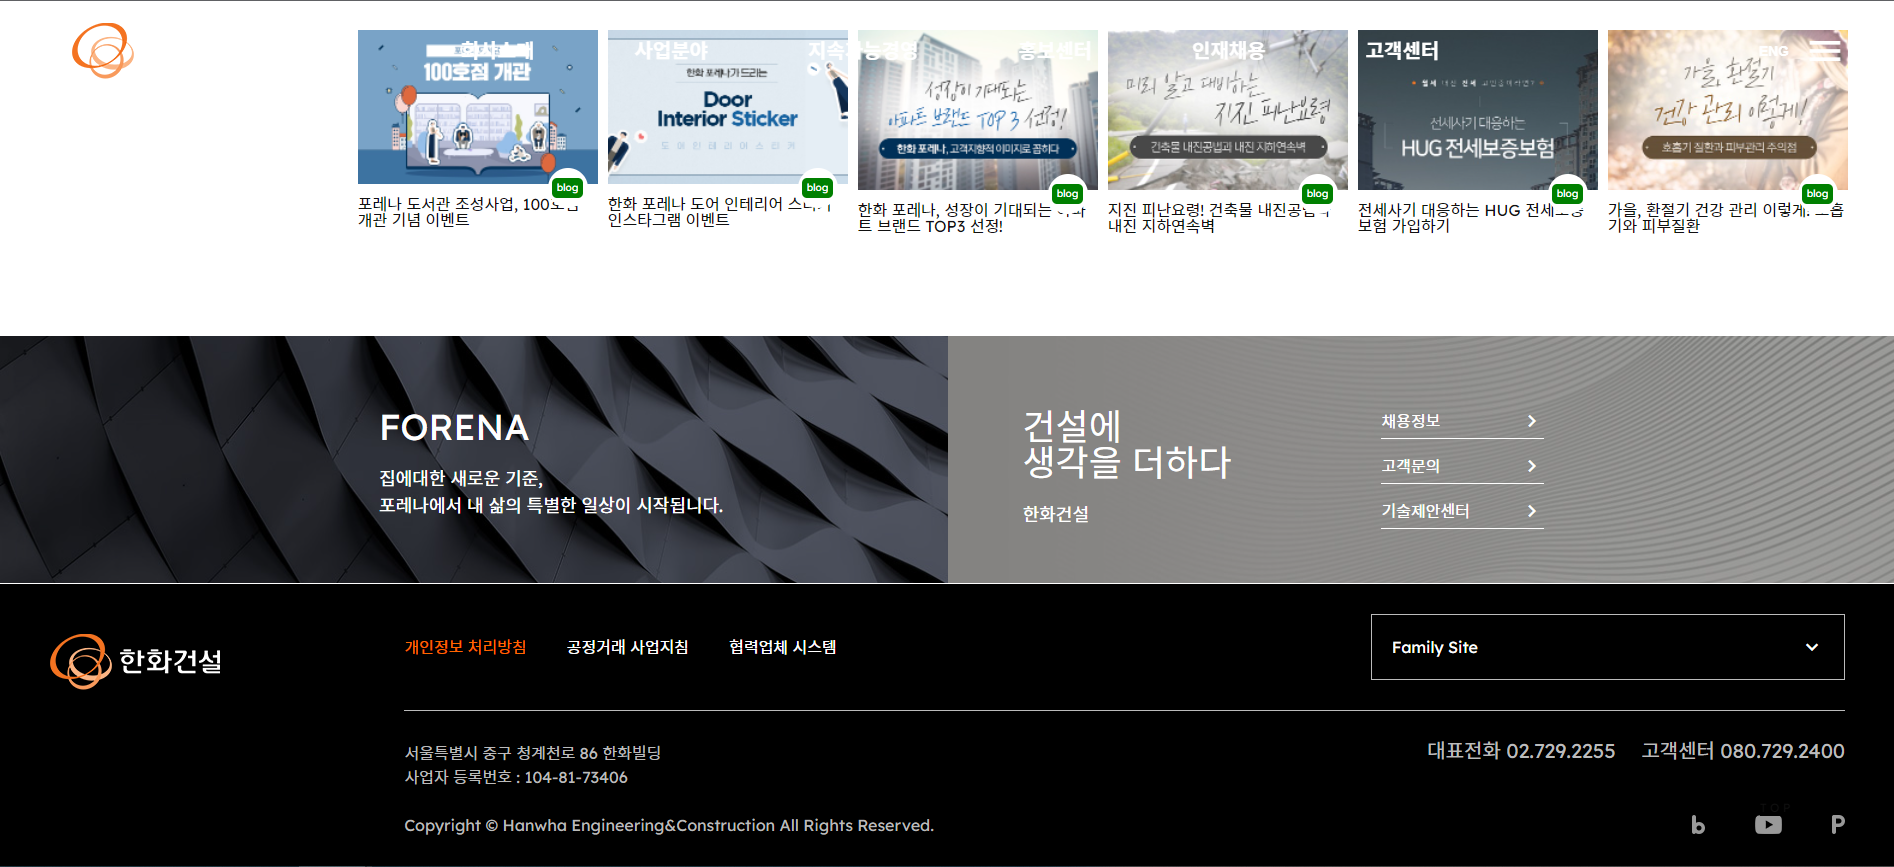 회사소개
사업분야
지속가능경영
홍보센터
인재채용
고객센터
ENG
100호점 개관
한화 포레나가 드리는
Door
Interior Sticker
도어인테리어스티커
성장이 기대되는
아파트 브랜드 TOP 3 선정!
한화 포레나, 고객지향적 이미지로 꼽히다
미리 알고 대비하는
지진 피난요령
건축물 내진공법과 내진 지하연속벽
전세사기 대응하는
HUG 전세보증보험
가을, 환절기
건강 관리 이렇게!
호흡기 질환과 피부관리 주의점
blog
blog
blog
blog
blog
blog
포레나 도서관 조성사업, 100호점
개관 기념 이벤트
한화 포레나 도어 인테리어 스티커
인스타그램 이벤트
한화 포레나, 성장이 기대되는 아파
트 브랜드 TOP3 선정!
지진 피난요령! 건축물 내진공법과
내진 지하연속벽
전세사기 대응하는 HUG 전세보증
보험 가입하기
가을, 환절기 건강 관리 이렇게! 호흡
기와 피부질환
FORENA
집에대한 새로운 기준,
포레나에서 내 삶의 특별한 일상이 시작됩니다.
건설에
생각을 더하다
한화건설
채용정보
고객문의
기술제안센터
한화건설
개인정보 처리방침
공정거래 사업지침
협력업체 시스템
Family Site
서울특별시 중구 청계천로 86 한화빌딩
사업자 등록번호 : 104-81-73406
대표전화 02.729.2255
고객센터 080.729.2400
Copyright © Hanwha Engineering&Construction All Rights Reserved.
TOP